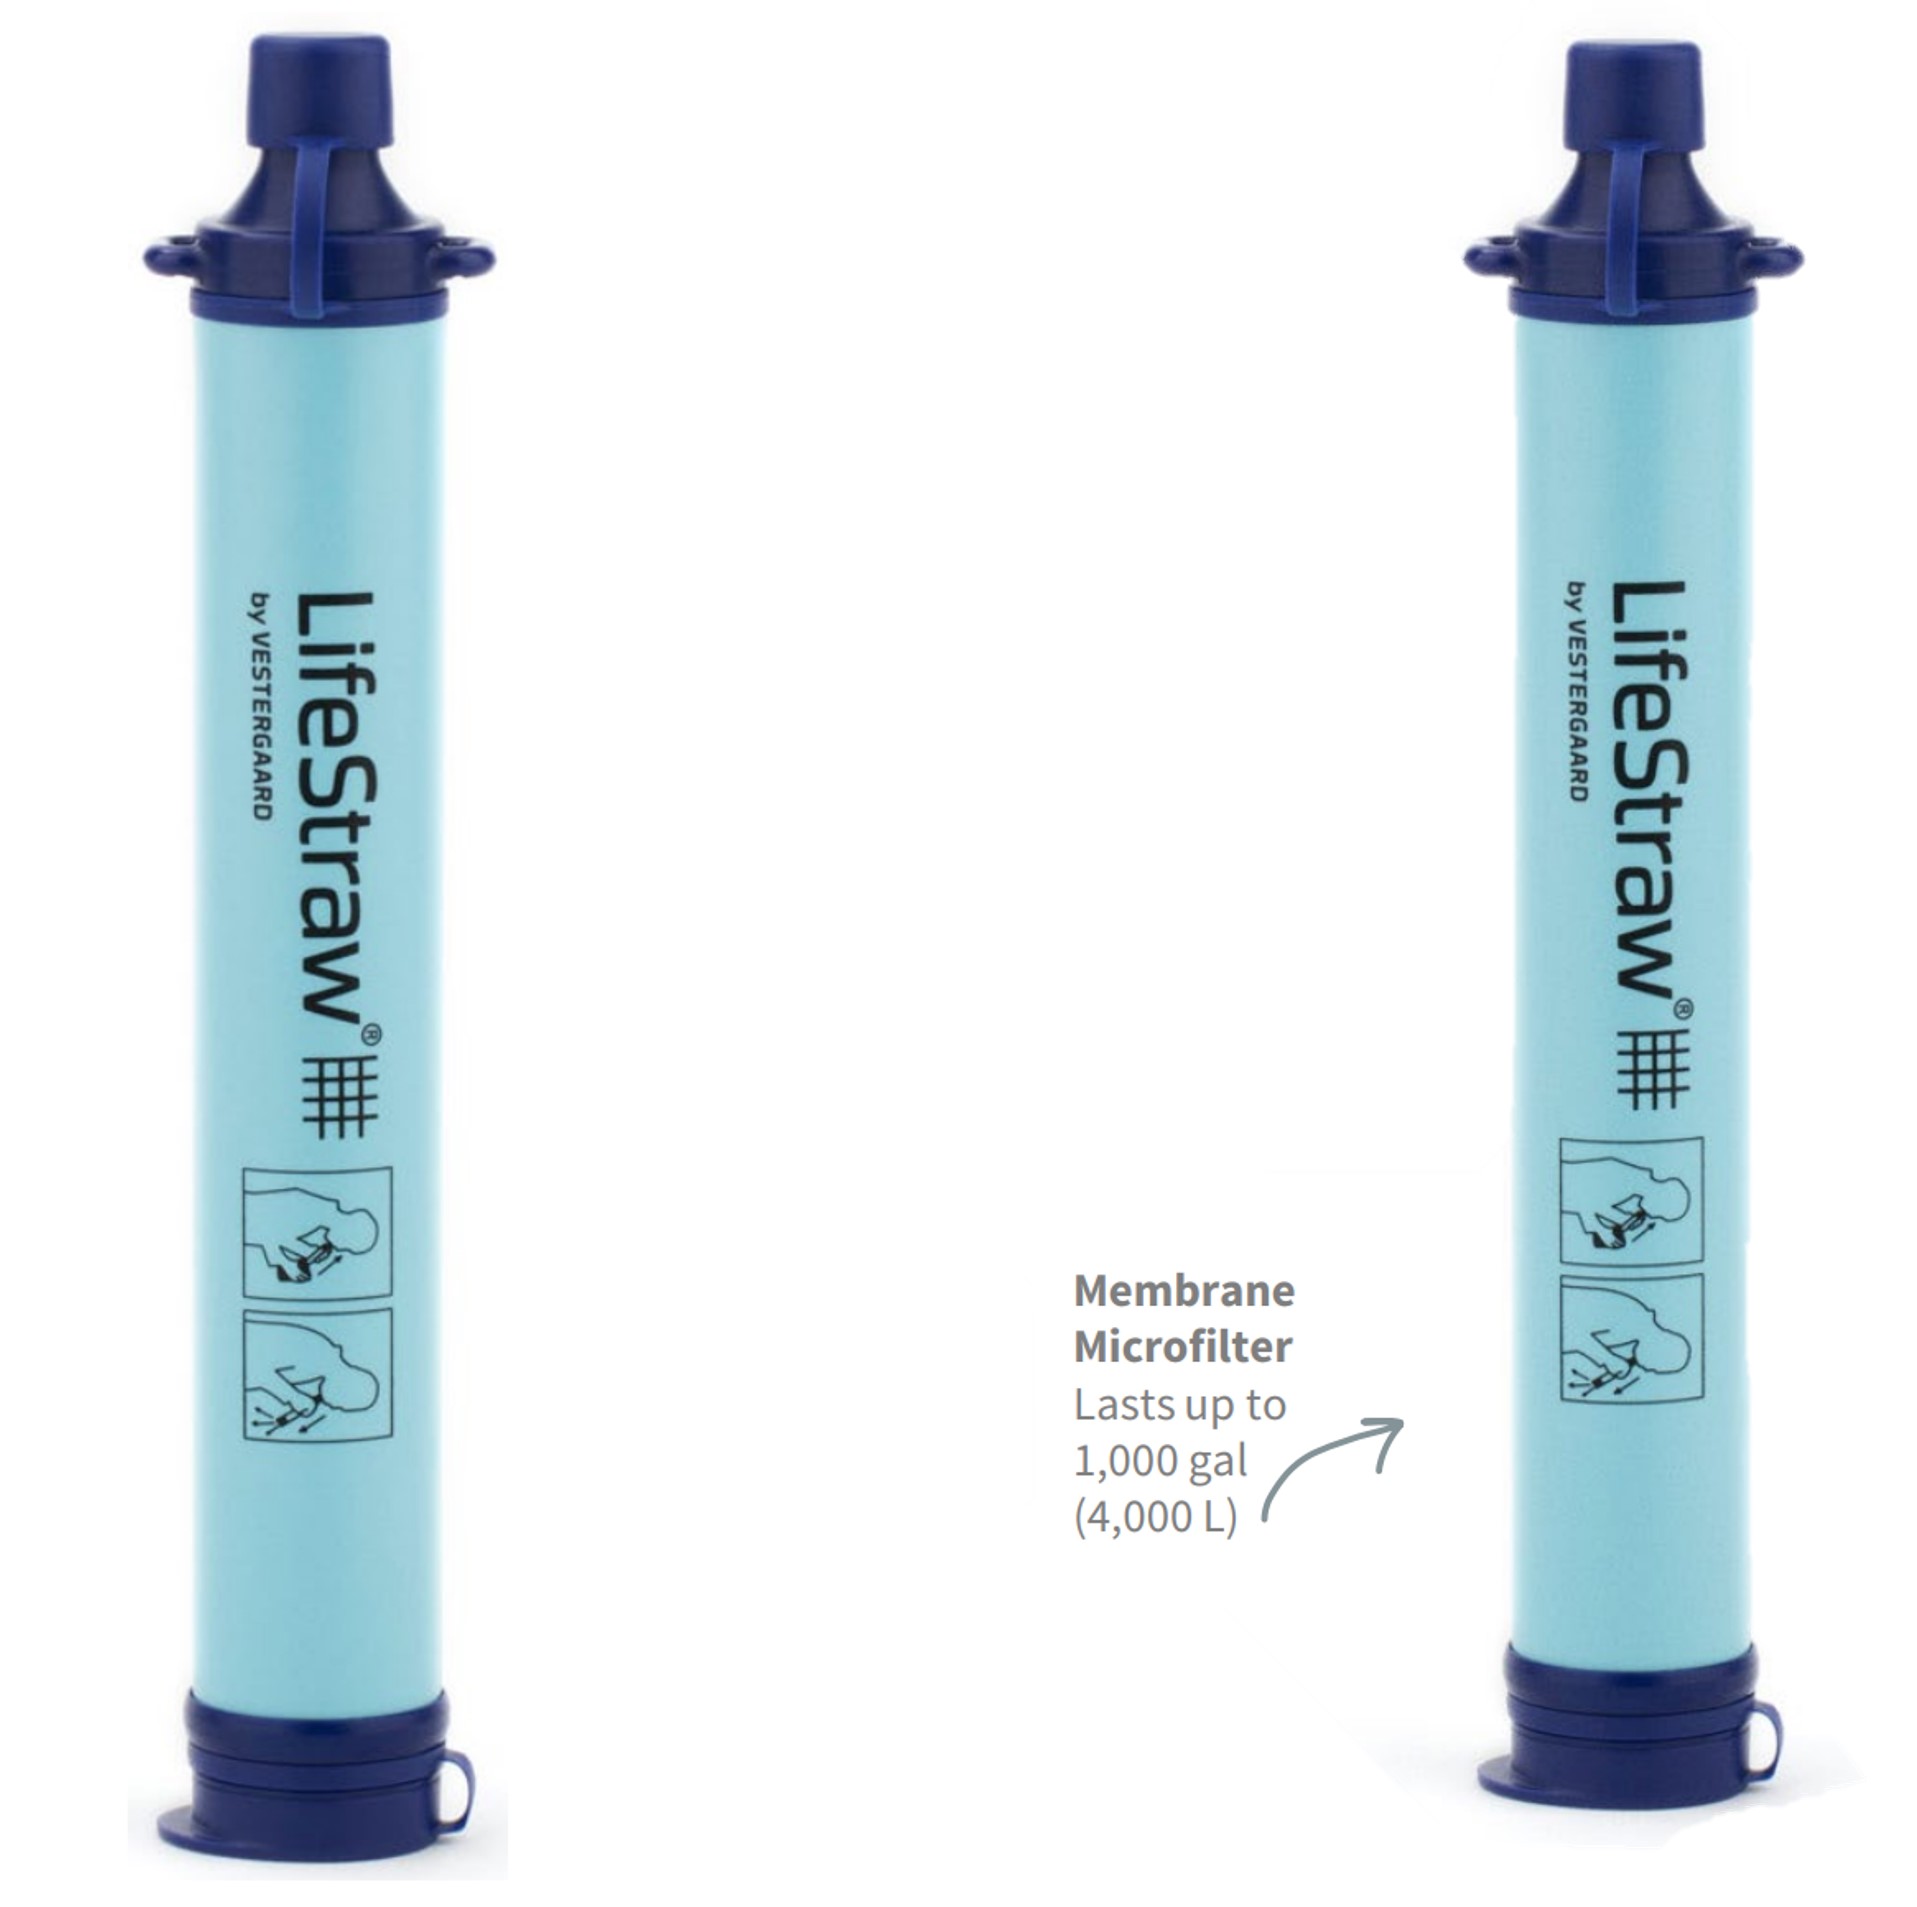 LifeStraw®
by VESTERGAARD
Membrane
Microfilter
Lasts up to
1,000 gal
(4,000 L)
LifeStraw®
by VESTERGAARD